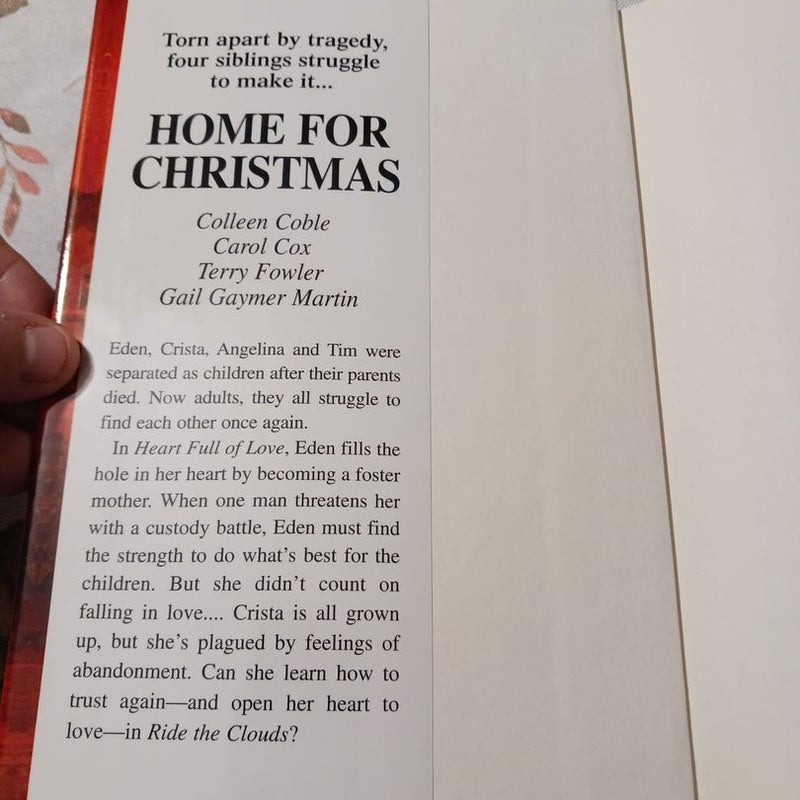 Torn apart by tragedy,
four siblings struggle
to make it...
HOME FOR
CHRISTMAS
Colleen Coble
Carol Cox
Terry Fowler
Gail Gaymer Martin
Eden, Crista, Angelina and Tim were
separated as children after their parents
died. Now adults, they all struggle to
find each other once again.
In Heart Full of Love, Eden fills the
hole in her heart by becoming a foster
mother. When one man threatens her
with a custody battle, Eden must find
the strength to do what's best for the
children. But she didn't count on
falling in love.... Crista is all grown
up, but she's plagued by feelings of
abandonment. Can she learn how to
trust again—and open her heart to
love—in Ride the Clouds?